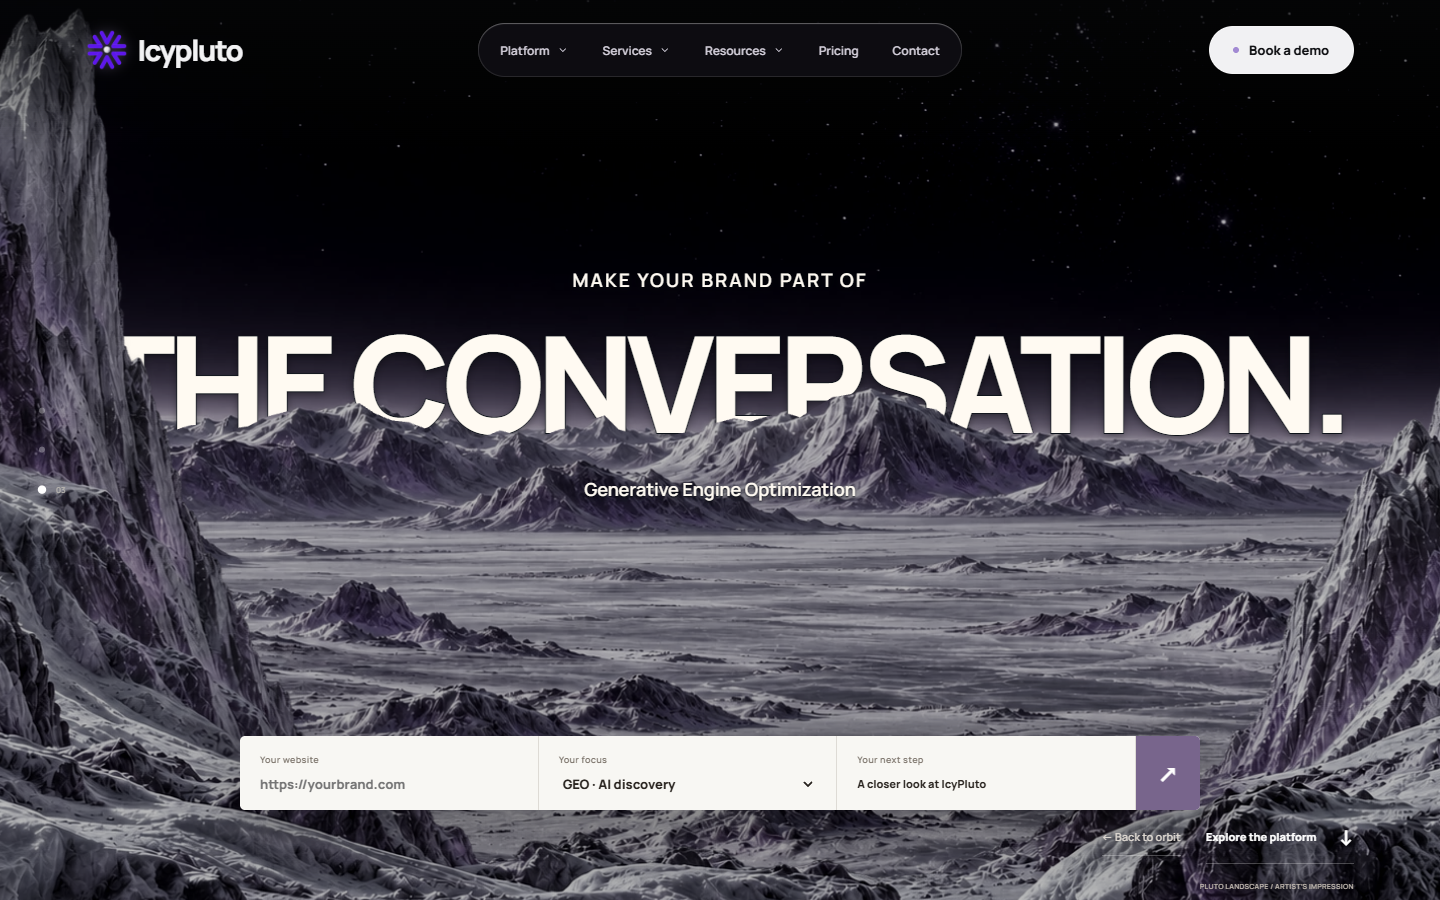 Icypluto
Platform
Services
Resources
Pricing
Contact
Book a demo
MAKE YOUR BRAND PART OF
THE CONVERSATION.
03
Generative Engine Optimization
Your website
https://yourbrand.com
Your focus
GEO · AI discovery
Your next step
A closer look at IcyPluto
← Back to orbit
Explore the platform ↓
PLUTO LANDSCAPE / ARTIST'S IMPRESSION